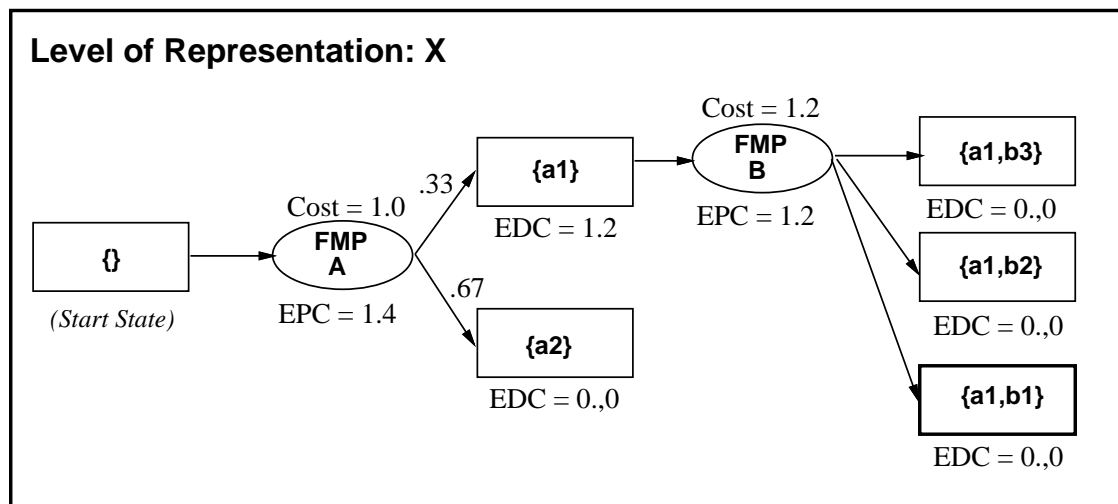 Level of Representation: X
{}
(Start State)
Cost = 1.0
FMP
A
EPC = 1.4
.33
.67
{a1}
EDC = 1.2
{a2}
EDC = 0.,0
Cost = 1.2
FMP
B
EPC = 1.2
{a1,b3}
EDC = 0.,0
{a1,b2}
EDC = 0.,0
{a1,b1}
EDC = 0.,0